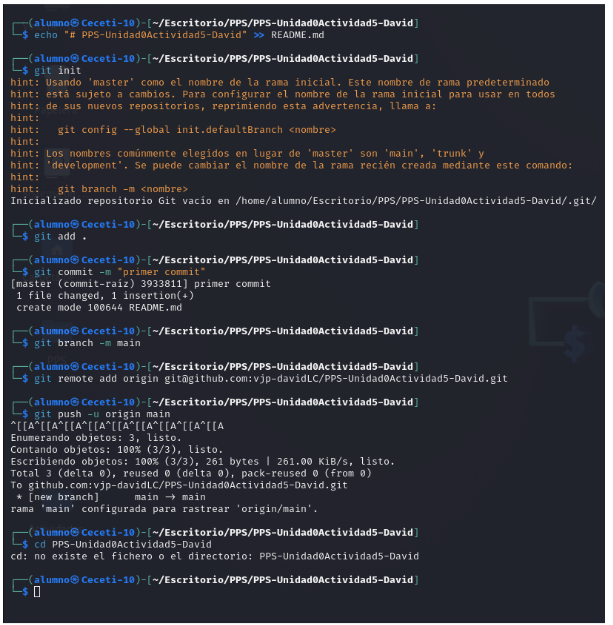 ┌──(alumno㉿Ceceti-10)-[~/Escritorio/PPS/PPS-Unidad0Actividad5-David]
└─$ echo "# PPS-Unidad0Actividad5-David" >> README.md
┌──(alumno㉿Ceceti-10)-[~/Escritorio/PPS/PPS-Unidad0Actividad5-David]
└─$ git init
hint: Usando 'master' como el nombre de la rama inicial. Este nombre de rama predeterminado
hint: está sujeto a cambios. Para configurar el nombre de la rama inicial para usar en todos
hint: de sus nuevos repositorios, reprimiendo esta advertencia, llama a:
hint:
hint:   git config --global init.defaultBranch <nombre>
hint:
hint: Los nombres comúnmente elegidos en lugar de 'master' son 'main', 'trunk' y
hint: 'development'. Se puede cambiar el nombre de la rama recién creada mediante este comando:
hint:
hint:   git branch -m <nombre>
Inicializado repositorio Git vacío en /home/alumno/Escritorio/PPS/PPS-Unidad0Actividad5-David/.git/
┌──(alumno㉿Ceceti-10)-[~/Escritorio/PPS/PPS-Unidad0Actividad5-David]
└─$ git add .
┌──(alumno㉿Ceceti-10)-[~/Escritorio/PPS/PPS-Unidad0Actividad5-David]
└─$ git commit -m "primer commit"
[master (commit-raíz) 3933811] primer commit
 1 file changed, 1 insertion(+)
 create mode 100644 README.md
┌──(alumno㉿Ceceti-10)-[~/Escritorio/PPS/PPS-Unidad0Actividad5-David]
└─$ git branch -m main
┌──(alumno㉿Ceceti-10)-[~/Escritorio/PPS/PPS-Unidad0Actividad5-David]
└─$ git remote add origin git@github.com:vjp-davidLC/PPS-Unidad0Actividad5-David.git
┌──(alumno㉿Ceceti-10)-[~/Escritorio/PPS/PPS-Unidad0Actividad5-David]
└─$ git push -u origin main
^[[A^[[A^[[A^[[A^[[A^[[A^[[A^[[A^[[A
Enumerando objetos: 3, listo.
Contando objetos: 100% (3/3), listo.
Escribiendo objetos: 100% (3/3), 261 bytes | 261.00 KiB/s, listo.
Total 3 (delta 0), reused 0 (delta 0), pack-reused 0 (from 0)
To github.com:vjp-davidLC/PPS-Unidad0Actividad5-David.git
 * [new branch]      main -> main
rama 'main' configurada para rastrear 'origin/main'.
┌──(alumno㉿Ceceti-10)-[~/Escritorio/PPS/PPS-Unidad0Actividad5-David]
└─$ cd PPS-Unidad0Actividad5-David
cd: no existe el fichero o el directorio: PPS-Unidad0Actividad5-David
┌──(alumno㉿Ceceti-10)-[~/Escritorio/PPS/PPS-Unidad0Actividad5-David]
└─$